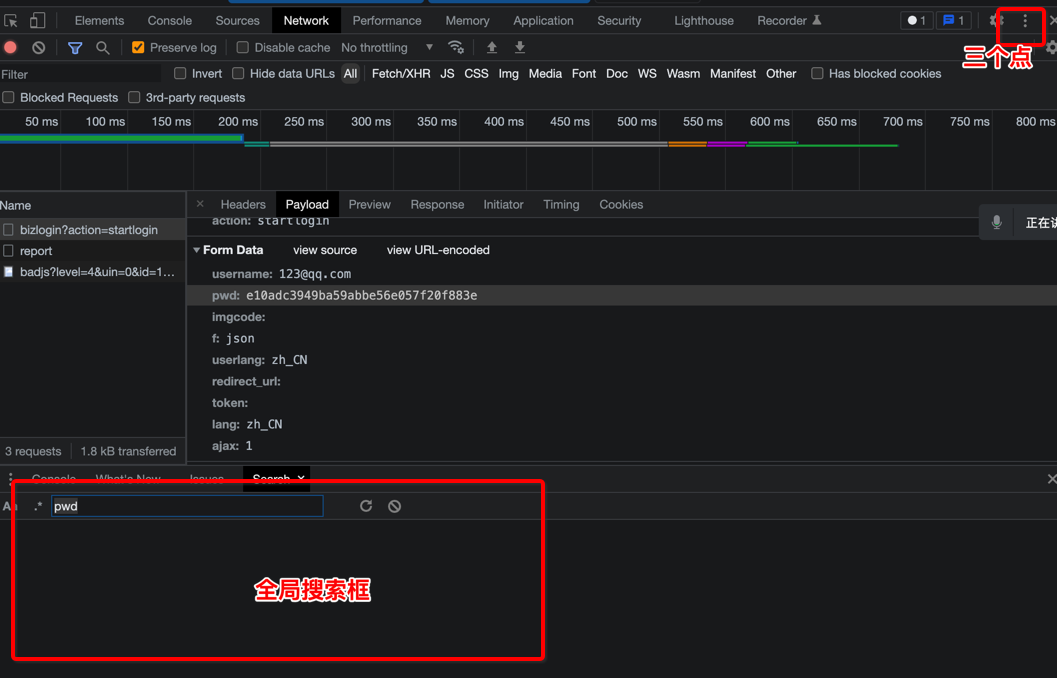 Elements Console Sources Network Performance Memory Application Security Lighthouse Recorder 1 1
Preserve log Disable cache No throttling
三个点
Filter Invert Hide data URLs All Fetch/XHR JS CSS Img Media Font Doc WS Wasm Manifest Other Has blocked cookies
Blocked Requests 3rd-party requests
50 ms 100 ms 150 ms 200 ms 250 ms 300 ms 350 ms 400 ms 450 ms 500 ms 550 ms 600 ms 650 ms 700 ms 750 ms 800 ms
Name
Headers Payload Preview Response Initiator Timing Cookies
bizlogin?action=startlogin
report
badjs?level=4&uin=0&id=1...
action: startlogin
正在讲
Form Data view source view URL-encoded
username: 123@qq.com
pwd: e10adc3949ba59abbe56e057f20f883e
imgcode:
f: json
userlang: zh_CN
redirect_url:
token:
lang: zh_CN
ajax: 1
3 requests 1.8 kB transferred
Console What's New Issues Search
Aa .* pwd
全局搜索框